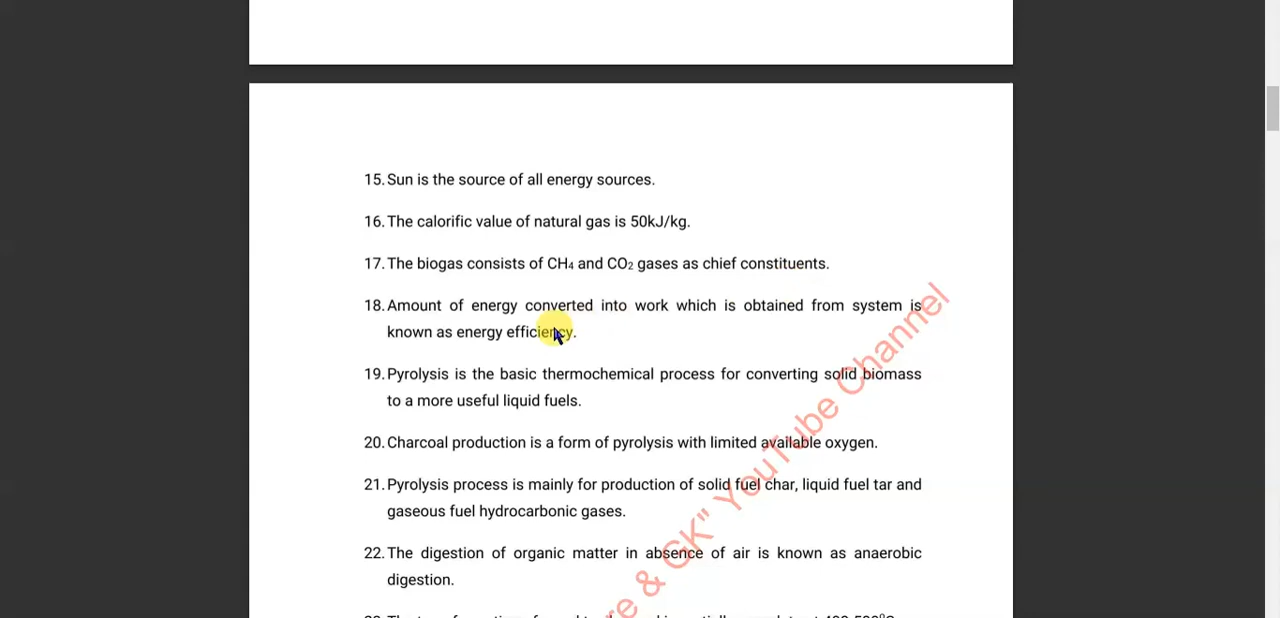 15. Sun is the source of all energy sources.
16. The calorific value of natural gas is 50kJ/kg.
17. The biogas consists of CH₄ and CO₂ gases as chief constituents.
18. Amount of energy converted into work which is obtained from system is
known as energy efficiency.
19. Pyrolysis is the basic thermochemical process for converting solid biomass
to a more useful liquid fuels.
20. Charcoal production is a form of pyrolysis with limited available oxygen.
21. Pyrolysis process is mainly for production of solid fuel char, liquid fuel tar and
gaseous fuel hydrocarbonic gases.
22. The digestion of organic matter in absence of air is known as anaerobic
digestion.
& GK" YouTube Channel